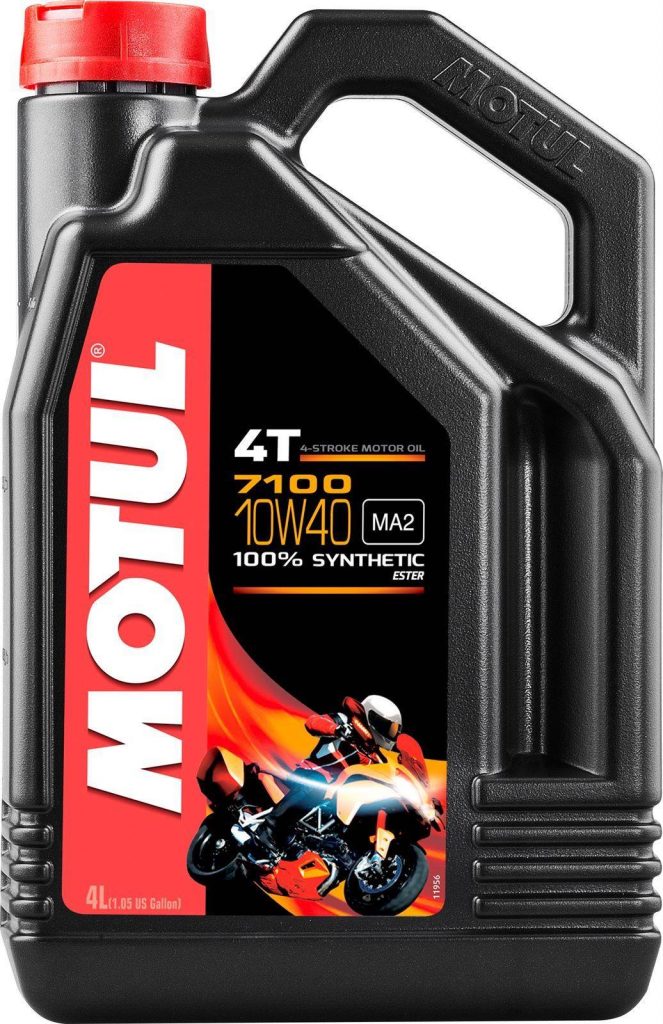 MOTUL
MOTUL®
4T 4-STROKE MOTOR OIL
7100
10W40 MA2
100% SYNTHETIC
ESTER
4L(1.05 US Gallon)
11956